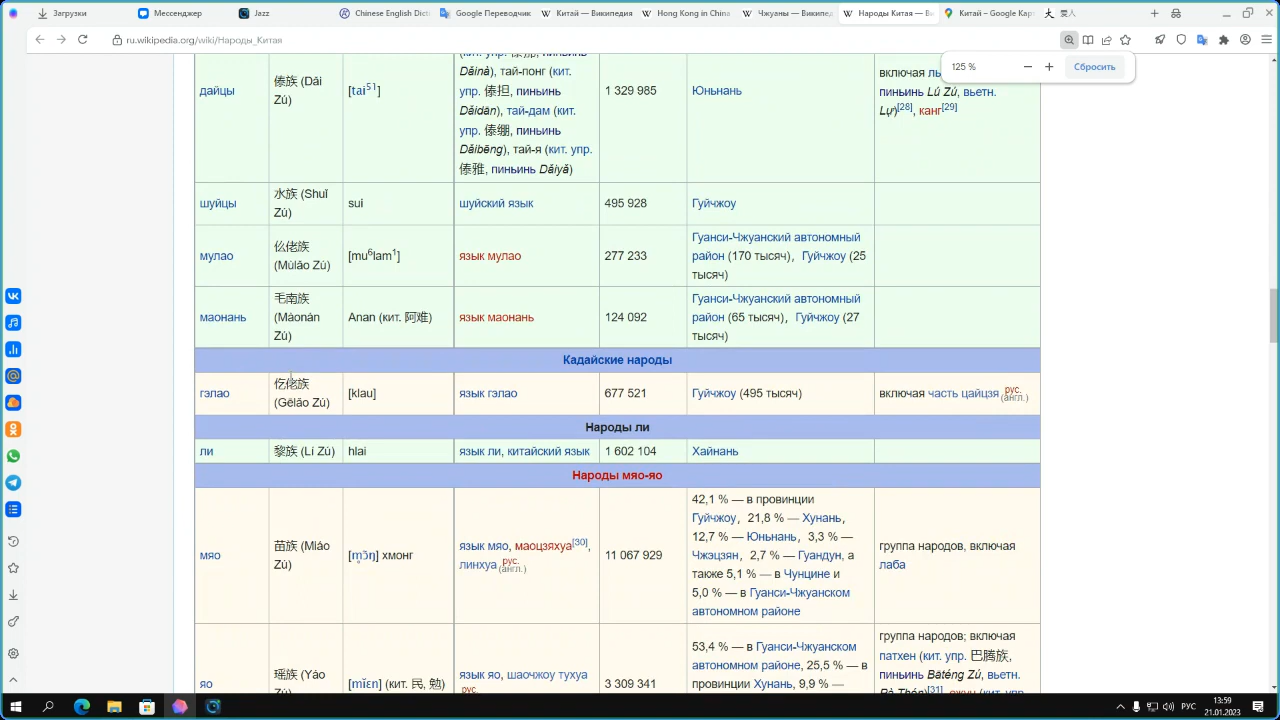 Загрузки
Мессенджер
Jazz
Chinese English Dict
Google Переводчик
Китай — Википедия
Hong Kong in China
Чжуаны — Википед
Народы Китая — Ви
Китай – Google Кар
爱人
ru.wikipedia.org/wiki/Народы_Китая
125 %
Сбросить
дайцы
傣族 (Dǎi
Zú)
[tai51]
Dǎinà), тай-понг (кит.
упр. 傣担, пиньинь
Dǎidān), тай-дам (кит.
упр. 傣绷, пиньинь
Dǎibēng), тай-я (кит. упр.
傣雅, пиньинь Dǎiyǎ)
1 329 985
Юньнань
включая
пиньинь Lú Zú, вьетн.
Lự)[28], канг[29]
шуйцы
水族 (Shuǐ
Zú)
sui
шуйский язык
495 928
Гуйчжоу
мулао
仫佬族
(Mùlǎo Zú)
[mu6lam1]
язык мулао
277 233
Гуанси-Чжуанский автономный
район (170 тысяч), Гуйчжоу (25
тысяч)
маонань
毛南族
(Máonán
Zú)
Anan (кит. 阿难)
язык маонань
124 092
Гуанси-Чжуанский автономный
район (65 тысяч), Гуйчжоу (27
тысяч)
Кадайские народы
гэлао
仡佬族
(Gēlǎo Zú)
[klau]
язык гэлао
677 521
Гуйчжоу (495 тысяч)
включая часть цайцзя рус.
(англ.)
Народы ли
ли
黎族 (Lí Zú)
hlai
язык ли, китайский язык
1 602 104
Хайнань
Народы мяо-яо
мяо
苗族 (Miáo
Zú)
[m̥ɔ̃ŋ] хмонг
язык мяо, маоцзяхуа[30],
линхуа рус.
(англ.)
11 067 929
42,1 % — в провинции
Гуйчжоу, 21,8 % — Хунань,
12,7 % — Юньнань, 3,3 % —
Чжэцзян, 2,7 % — Гуандун, а
также 5,1 % — в Чунцине и
5,0 % — в Гуанси-Чжуанском
автономном районе
группа народов, включая
лаба
яо
瑶族 (Yáo
[mĭɛn] (кит. 民, 勉)
язык яо, шаочжоу тухуа
рус.
3 309 341
53,4 % — в Гуанси-Чжуанском
автономном районе, 25,5 % — в
провинции Хунань, 9,9 % —
группа народов; включая
патхен (кит. упр. 巴腾族,
пиньинь Bāténg Zú, вьетн.
РУС
13:59
21.01.2023